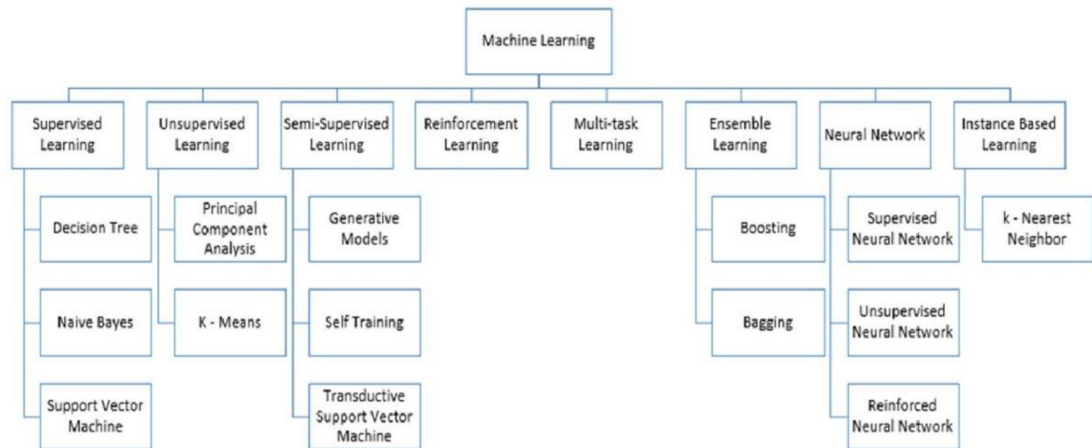 Machine Learning
Supervised
Learning
Unsupervised
Learning
Semi-Supervised
Learning
Reinforcement
Learning
Multi-task
Learning
Ensemble
Learning
Neural Network
Instance Based
Learning
Decision Tree
Principal
Component
Analysis
Generative
Models
Boosting
Supervised
Neural Network
k - Nearest
Neighbor
Naive Bayes
K - Means
Self Training
Bagging
Unsupervised
Neural Network
Support Vector
Machine
Transductive
Support Vector
Machine
Reinforced
Neural Network